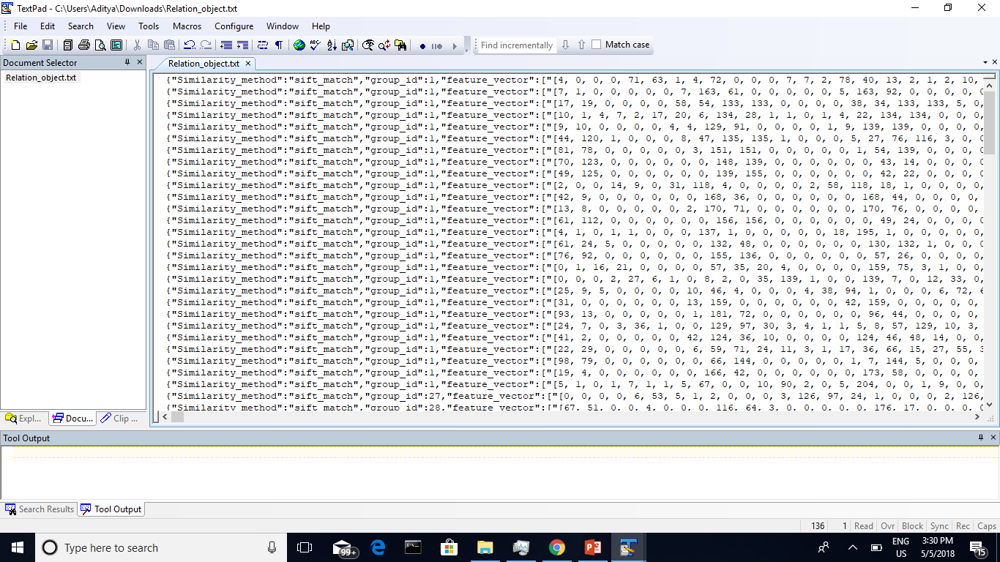 TextPad - C:\Users\Aditya\Downloads\Relation_object.txt
File Edit Search View Tools Macros Configure Window Help
Find incrementally Match case
Document Selector
Relation_object.txt
Relation_object.txt
{"Similarity_method":"sift_match","group_id":1,"feature_vector":["[4, 0, 0, 0, 71, 63, 1, 4, 72, 0, 0, 0, 7, 7, 2, 78, 40, 13, 2, 1, 2, 10,
{"Similarity_method":"sift_match","group_id":1,"feature_vector":["[7, 1, 0, 0, 0, 0, 0, 7, 163, 61, 0, 0, 0, 0, 0, 5, 163, 92, 0, 0, 0, 0, 0
{"Similarity_method":"sift_match","group_id":1,"feature_vector":["[17, 19, 0, 0, 0, 0, 58, 54, 133, 133, 0, 0, 0, 0, 38, 34, 133, 133, 5, 0,
{"Similarity_method":"sift_match","group_id":1,"feature_vector":["[10, 1, 4, 7, 2, 17, 20, 6, 134, 28, 1, 1, 0, 1, 4, 22, 134, 134, 0, 0, 0,
{"Similarity_method":"sift_match","group_id":1,"feature_vector":["[9, 10, 0, 0, 0, 0, 4, 4, 129, 91, 0, 0, 0, 0, 1, 9, 139, 139, 0, 0, 0, 0,
{"Similarity_method":"sift_match","group_id":1,"feature_vector":["[44, 120, 1, 0, 0, 0, 8, 47, 135, 135, 1, 0, 0, 0, 5, 27, 76, 116, 3, 0, 0
{"Similarity_method":"sift_match","group_id":1,"feature_vector":["[81, 78, 0, 0, 0, 0, 0, 3, 151, 151, 0, 0, 0, 0, 1, 54, 139, 0, 0, 0, 0
{"Similarity_method":"sift_match","group_id":1,"feature_vector":["[70, 123, 0, 0, 0, 0, 0, 0, 148, 139, 0, 0, 0, 0, 0, 0, 43, 14, 0, 0, 0, 0
{"Similarity_method":"sift_match","group_id":1,"feature_vector":["[49, 125, 0, 0, 0, 0, 0, 0, 139, 155, 0, 0, 0, 0, 0, 0, 42, 22, 0, 0, 0, 0
{"Similarity_method":"sift_match","group_id":1,"feature_vector":["[2, 0, 0, 14, 9, 0, 31, 118, 4, 0, 0, 0, 0, 2, 58, 118, 18, 1, 0, 0, 0, 0,
{"Similarity_method":"sift_match","group_id":1,"feature_vector":["[42, 9, 0, 0, 0, 0, 0, 0, 168, 36, 0, 0, 0, 0, 0, 0, 168, 44, 0, 0, 0, 0,
{"Similarity_method":"sift_match","group_id":1,"feature_vector":["[13, 8, 0, 0, 0, 0, 0, 2, 170, 71, 0, 0, 0, 0, 0, 0, 170, 76, 0, 0, 0, 0,
{"Similarity_method":"sift_match","group_id":1,"feature_vector":["[61, 112, 0, 0, 0, 0, 0, 0, 156, 156, 0, 0, 0, 0, 0, 0, 49, 24, 0, 0, 0, 0
{"Similarity_method":"sift_match","group_id":1,"feature_vector":["[4, 1, 0, 1, 1, 0, 0, 0, 137, 1, 0, 0, 0, 0, 18, 195, 1, 0, 0, 0, 0, 0,
{"Similarity_method":"sift_match","group_id":1,"feature_vector":["[61, 24, 5, 0, 0, 0, 0, 0, 132, 48, 0, 0, 0, 0, 0, 0, 130, 132, 1, 0, 0, 0
{"Similarity_method":"sift_match","group_id":1,"feature_vector":["[76, 92, 0, 0, 0, 0, 0, 0, 155, 136, 0, 0, 0, 0, 0, 0, 57, 26, 0, 0, 0, 0,
{"Similarity_method":"sift_match","group_id":1,"feature_vector":["[0, 1, 16, 21, 0, 0, 0, 0, 57, 35, 20, 4, 0, 0, 0, 0, 159, 75, 3, 1, 0, 0,
{"Similarity_method":"sift_match","group_id":1,"feature_vector":["[0, 0, 0, 2, 27, 6, 1, 0, 8, 2, 0, 35, 139, 1, 0, 0, 139, 7, 0, 12, 33, 0,
{"Similarity_method":"sift_match","group_id":1,"feature_vector":["[25, 9, 5, 0, 0, 0, 0, 10, 46, 4, 0, 0, 0, 4, 38, 94, 1, 0, 0, 0, 6, 72, 6
{"Similarity_method":"sift_match","group_id":1,"feature_vector":["[31, 0, 0, 0, 0, 0, 0, 13, 159, 0, 0, 0, 0, 0, 0, 42, 159, 0, 0, 0, 0, 0,
{"Similarity_method":"sift_match","group_id":1,"feature_vector":["[93, 13, 0, 0, 0, 0, 0, 1, 181, 72, 0, 0, 0, 0, 0, 0, 96, 44, 0, 0, 0, 0,
{"Similarity_method":"sift_match","group_id":1,"feature_vector":["[24, 7, 0, 3, 36, 1, 0, 0, 129, 97, 30, 3, 4, 1, 1, 5, 8, 57, 129, 10, 3,
{"Similarity_method":"sift_match","group_id":1,"feature_vector":["[41, 2, 0, 0, 0, 0, 0, 42, 124, 36, 10, 0, 0, 0, 0, 124, 46, 48, 14, 0, 0,
{"Similarity_method":"sift_match","group_id":1,"feature_vector":["[22, 29, 0, 0, 0, 0, 0, 6, 59, 71, 24, 11, 3, 1, 17, 36, 66, 15, 27, 55, 3
{"Similarity_method":"sift_match","group_id":1,"feature_vector":["[98, 79, 0, 0, 0, 0, 0, 0, 66, 144, 0, 0, 0, 0, 0, 1, 7, 144, 5, 0, 0, 0,
{"Similarity_method":"sift_match","group_id":1,"feature_vector":["[19, 4, 0, 0, 0, 0, 0, 0, 166, 42, 0, 0, 0, 0, 0, 0, 173, 58, 0, 0, 0, 0,
{"Similarity_method":"sift_match","group_id":1,"feature_vector":["[5, 1, 0, 1, 7, 1, 1, 5, 67, 0, 0, 10, 90, 2, 0, 5, 204, 0, 0, 1, 9, 0, 0,
{"Similarity_method":"sift_match","group_id":27,"feature_vector":["[0, 0, 0, 0, 6, 53, 5, 1, 2, 0, 0, 0, 3, 126, 97, 24, 1, 0, 0, 0, 2, 126,
{"Similarity_method":"sift_match","group_id":28,"feature_vector":["[67, 51, 0, 0, 4, 0, 0, 0, 116, 64, 3, 0, 0, 0, 0, 0, 176, 17, 0, 0, 0, 0
Expl... Docu... Clip ...
Tool Output
Search Results Tool Output
136 1 Read Ovr Block Sync Rec Caps
Type here to search 99+ ENG 3:30 PM
US 5/5/2018 15